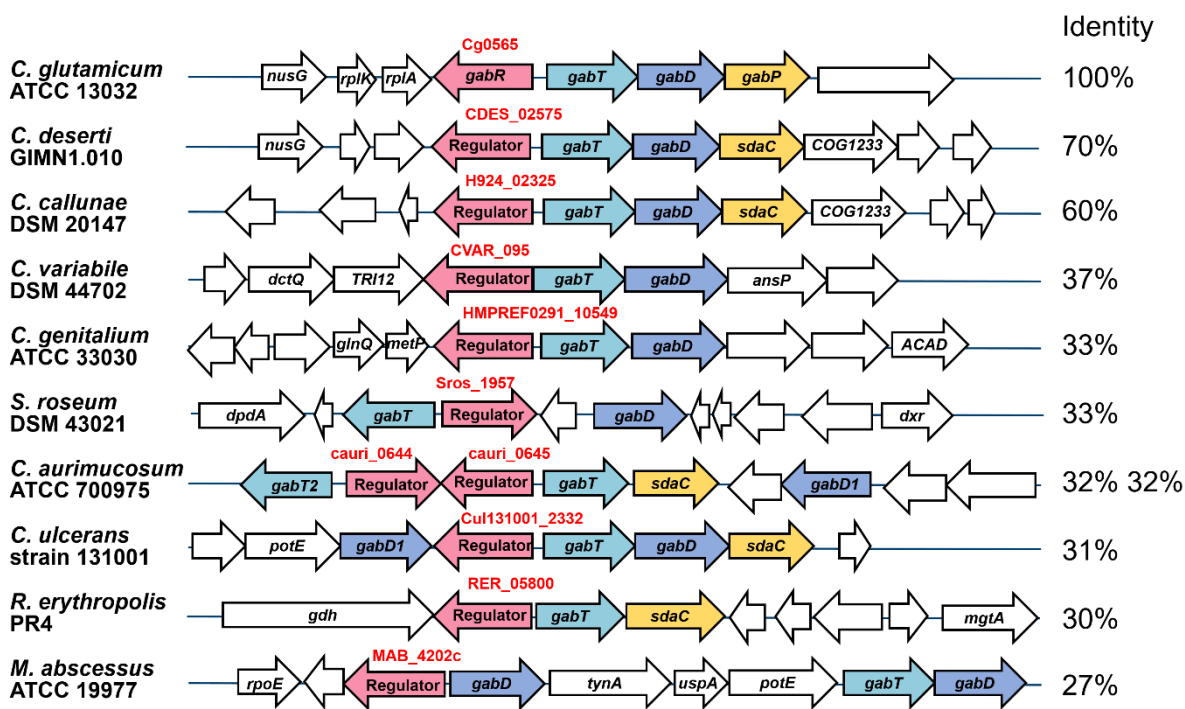 Identity
Cg0565
C. glutamicum
ATCC 13032
nusG rplK rplA gabR gabT gabD gabP
100%
CDES_02575
C. deserti
GIMN1.010
nusG Regulator gabT gabD sdaC COG1233
70%
H924_02325
C. callunae
DSM 20147
Regulator gabT gabD sdaC COG1233
60%
CVAR_095
C. variabile
DSM 44702
dctQ TRI12 Regulator gabT gabD ansP
37%
HMPREF0291_10549
C. genitalium
ATCC 33030
glnQ metP Regulator gabT gabD ACAD
33%
Sros_1957
S. roseum
DSM 43021
dpdA gabT Regulator gabD dxr
33%
cauri_0644 cauri_0645
C. aurimucosum
ATCC 700975
gabT2 Regulator Regulator gabT sdaC gabD1
32% 32%
Cul131001_2332
C. ulcerans
strain 131001
potE gabD1 Regulator gabT gabD sdaC
31%
RER_05800
R. erythropolis
PR4
gdh Regulator gabT sdaC mgtA
30%
MAB_4202c
M. abscessus
ATCC 19977
rpoE Regulator gabD tynA uspA potE gabT gabD
27%